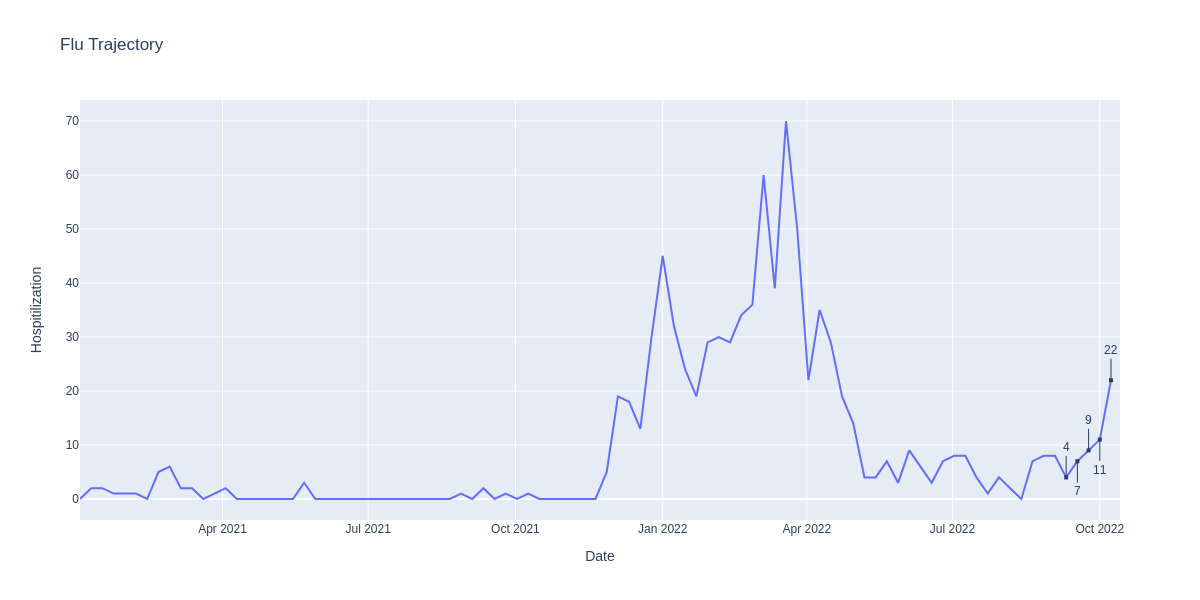 Flu Trajectory
Hospitilization
70
60
50
40
30
20
10
0
22
9
4
11
7
Apr 2021
Jul 2021
Oct 2021
Jan 2022
Apr 2022
Jul 2022
Oct 2022
Date